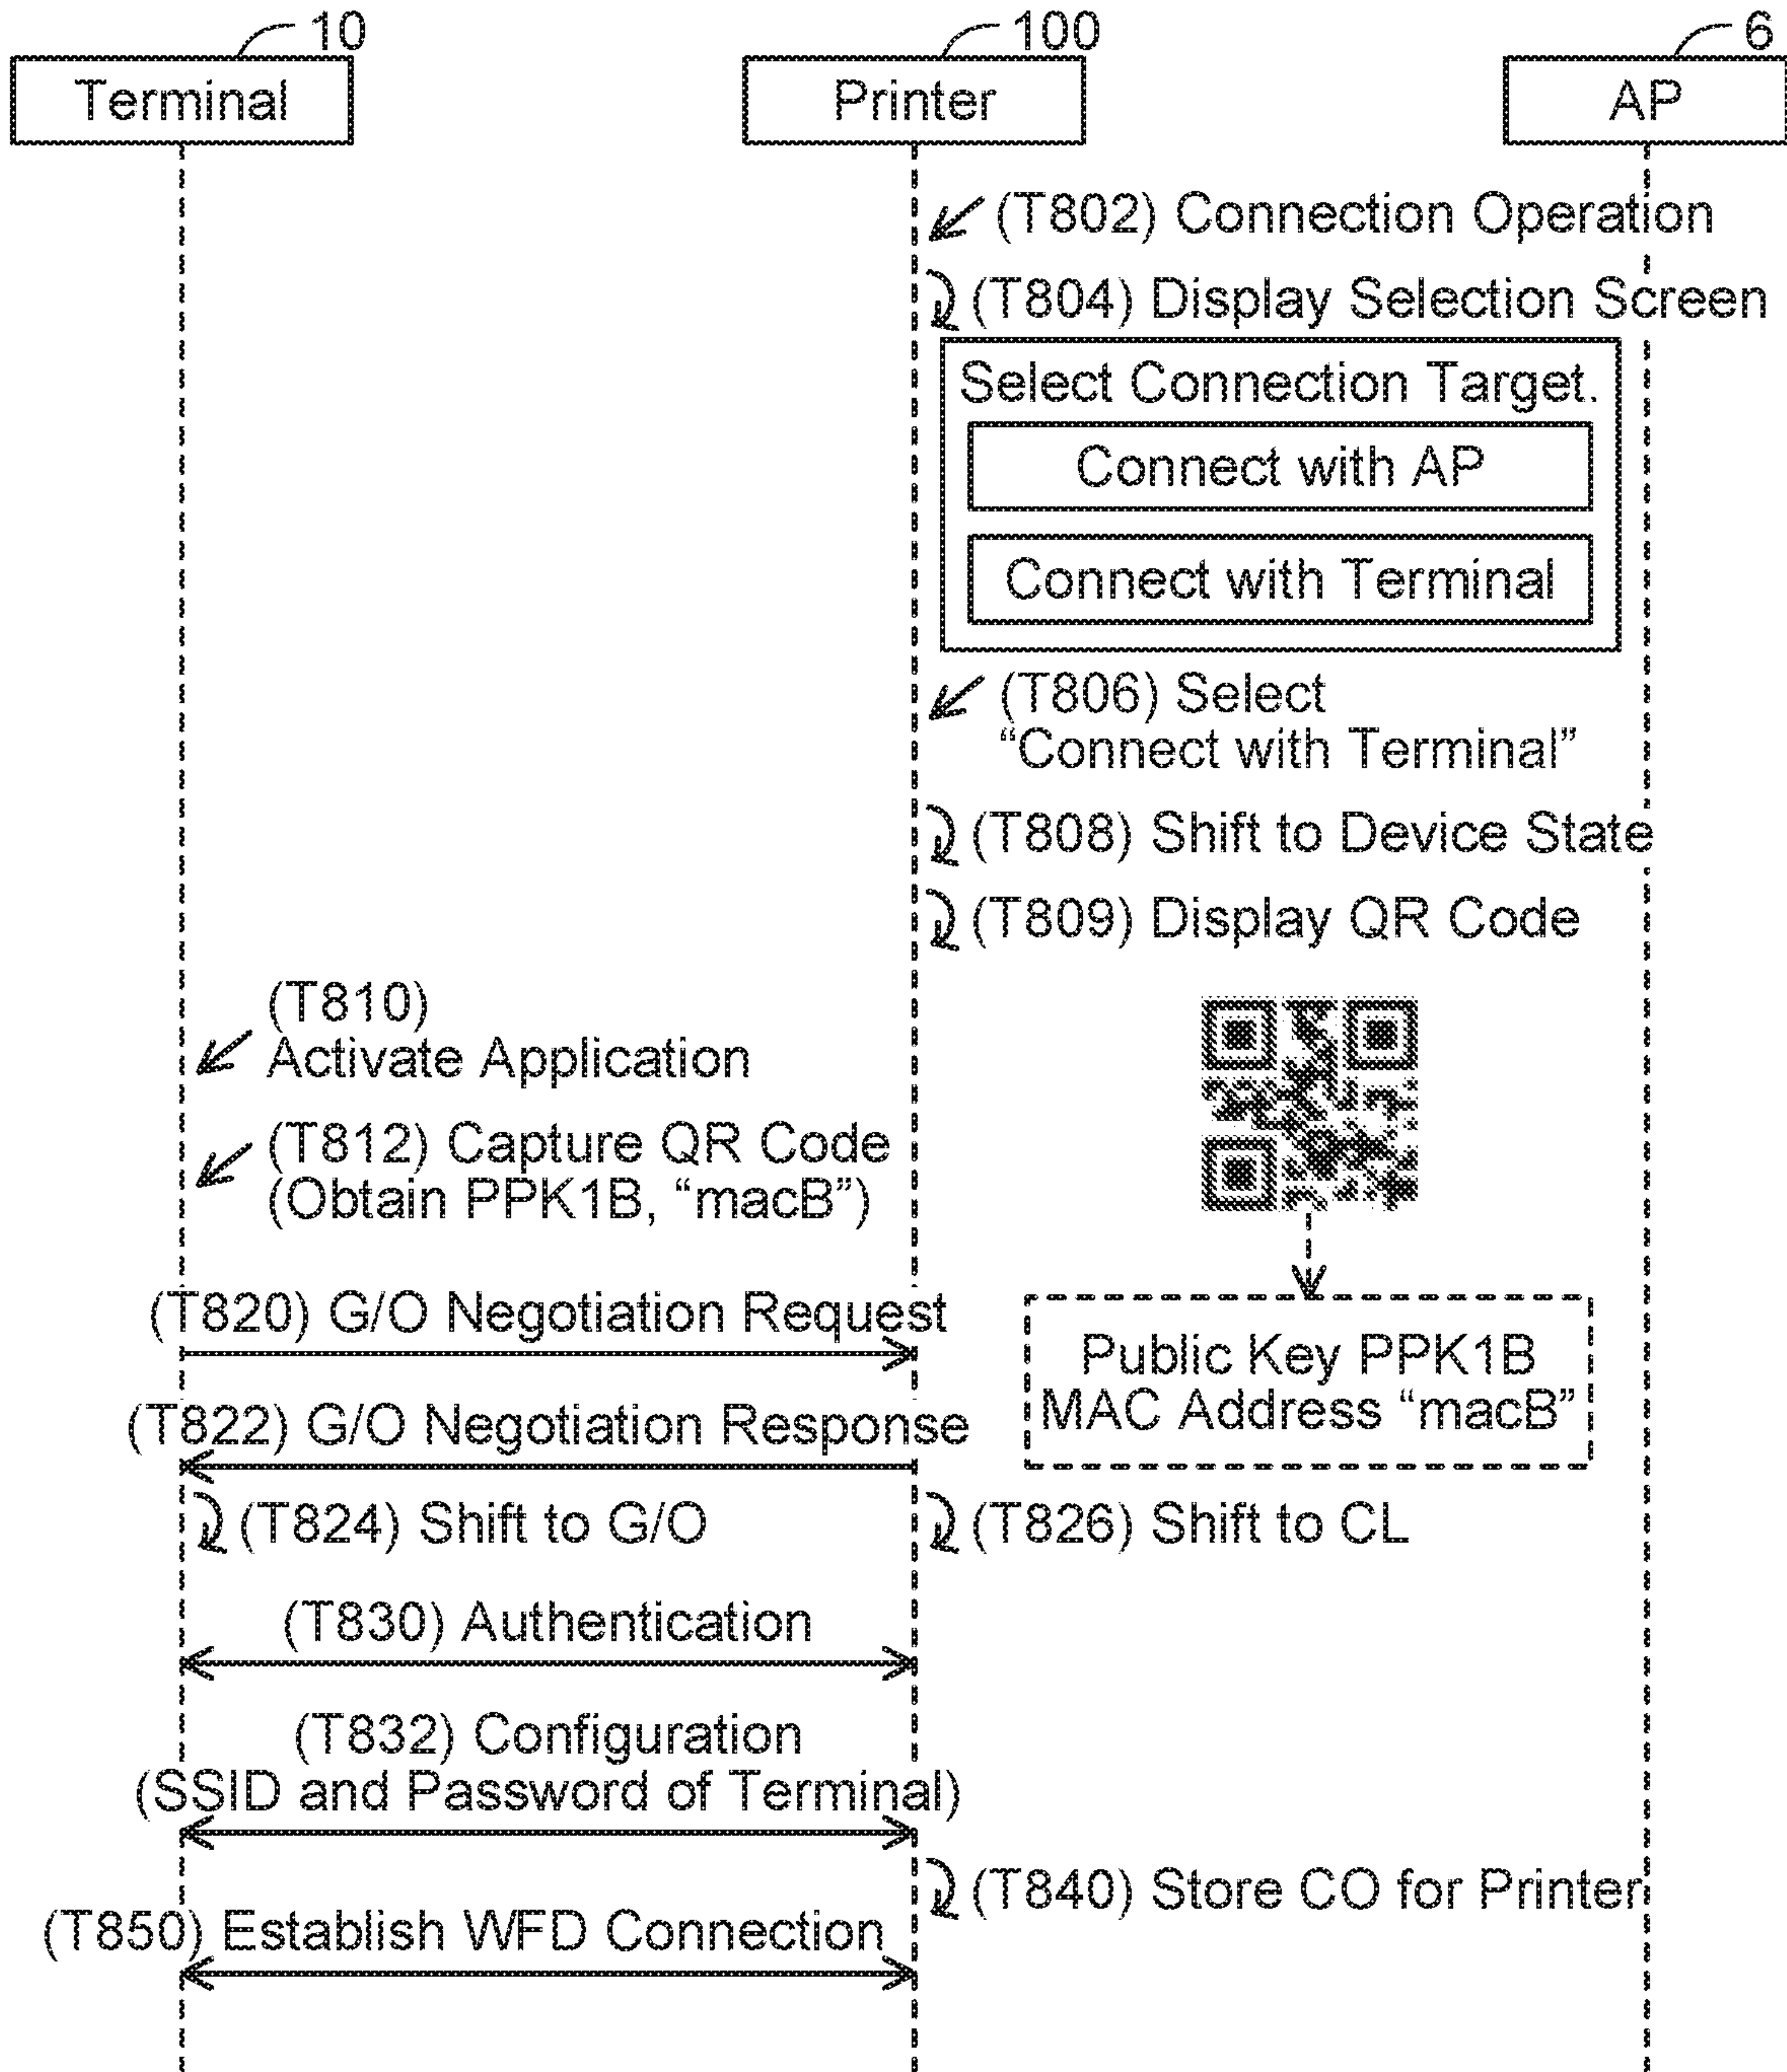 10
100
6
Terminal
Printer
AP
(T802) Connection Operation
(T804) Display Selection Screen
Select Connection Target.
Connect with AP
Connect with Terminal
(T806) Select
“Connect with Terminal”
(T808) Shift to Device State
(T809) Display QR Code
(T810)
Activate Application
(T812) Capture QR Code
(Obtain PPK1B, “macB”)
(T820) G/O Negotiation Request
Public Key PPK1B
MAC Address “macB”
(T822) G/O Negotiation Response
(T824) Shift to G/O
(T826) Shift to CL
(T830) Authentication
(T832) Configuration
(SSID and Password of Terminal)
(T840) Store CO for Printer
(T850) Establish WFD Connection